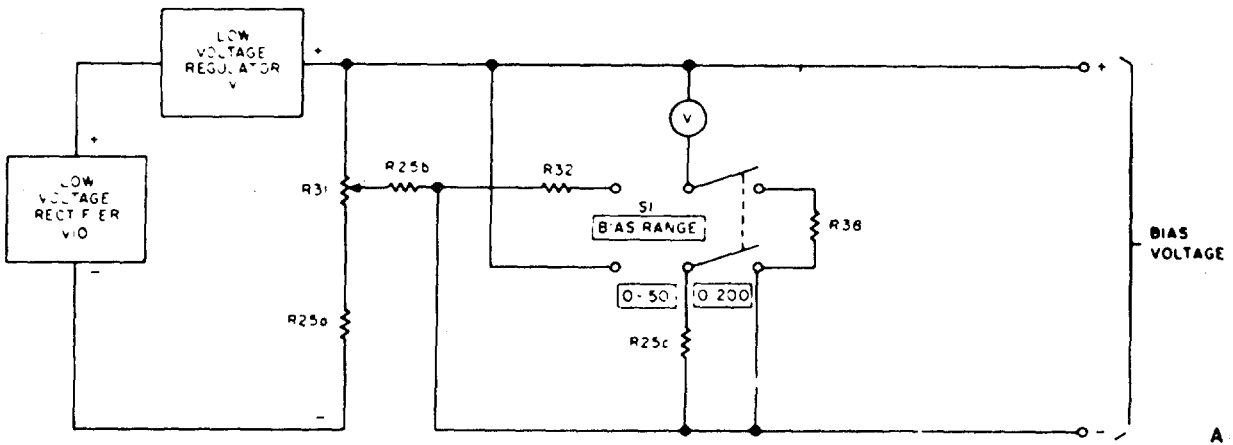 LOW
VOLTAGE
REGULATOR
V
+
+
LOW
VOLTAGE
RECTIFIER
V10
−
R31
R25b
R32
V
S1
BIAS RANGE
R38
0-50
0 200
R25a
R25c
−
+
BIAS
VOLTAGE
−
A